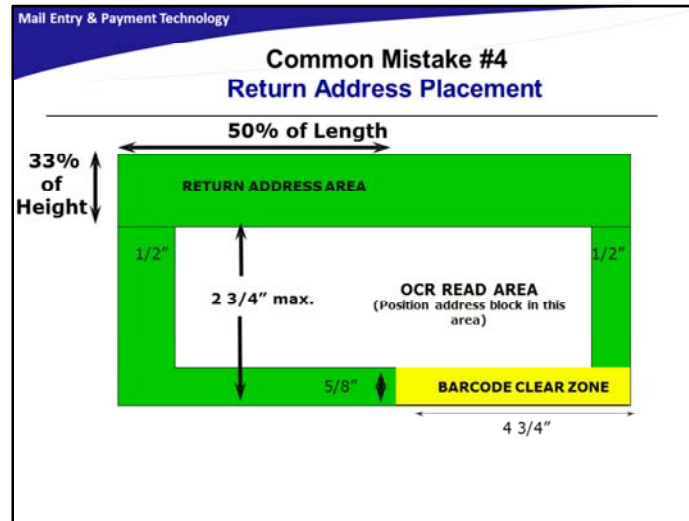 Mail Entry & Payment Technology
Common Mistake #4
Return Address Placement
50% of Length
33%
of
Height
RETURN ADDRESS AREA
1/2”
1/2”
2 3/4” max.
OCR READ AREA
(Position address block in this
area)
5/8”
BARCODE CLEAR ZONE
4 3/4”